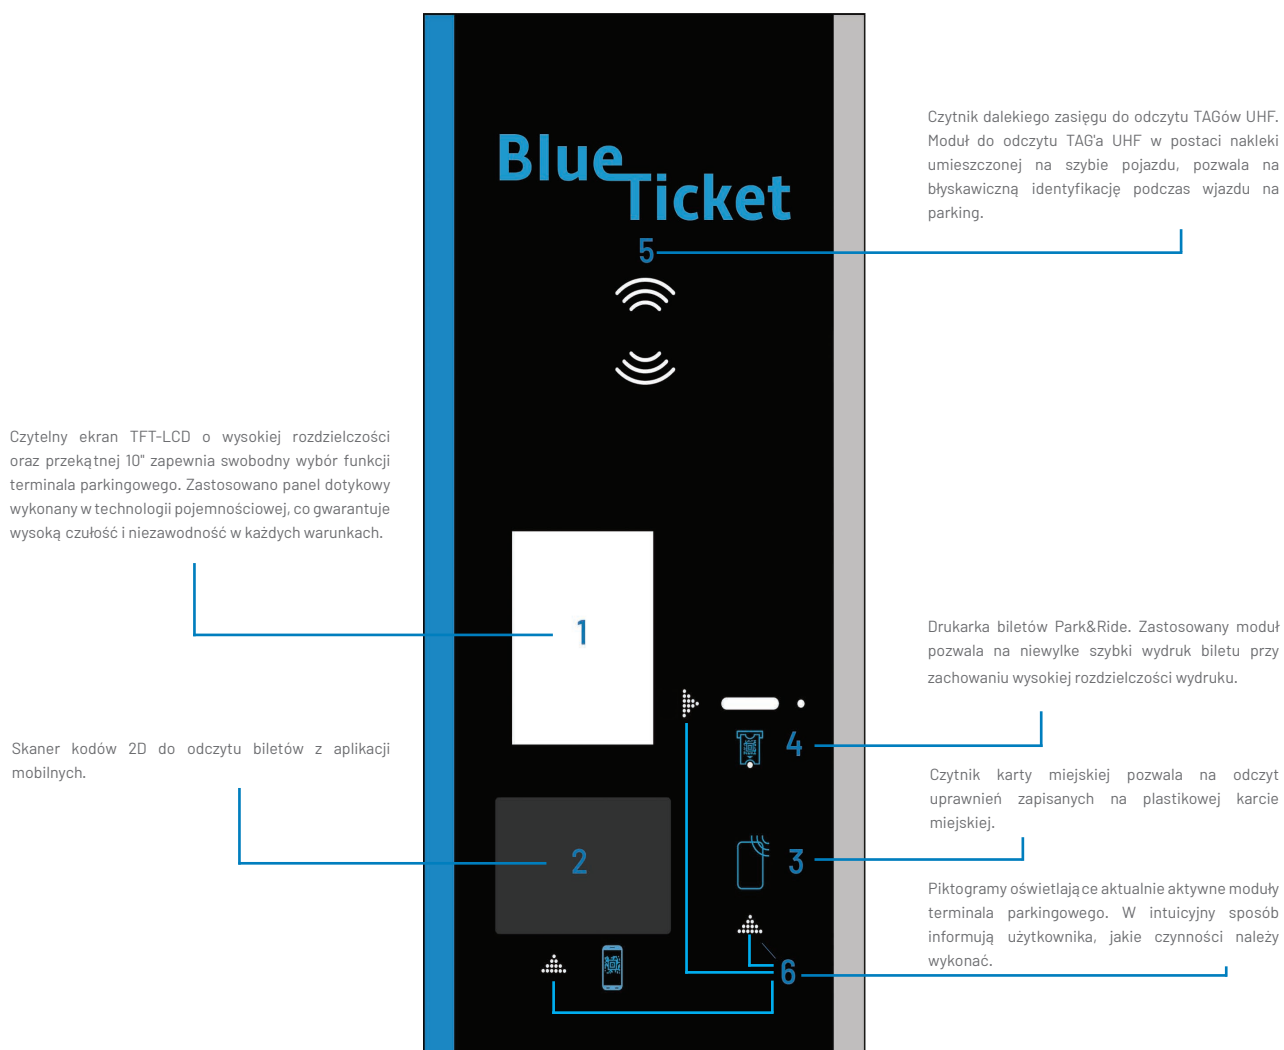 Blue
Ticket
5
Czytnik dalekiego zasięgu do odczytu TAGów UHF.
Moduł do odczytu TAG'a UHF w postaci nakleki
umieszczonej na szybie pojazdu, pozwala na
błyskawiczną identyfikację podczas wjazdu na
parking.
Czytelny ekran TFT-LCD o wysokiej rozdzielczości
oraz przekątnej 10" zapewnia swobodny wybór funkcji
terminala parkingowego. Zastosowano panel dotykowy
wykonany w technologii pojemnościowej, co gwarantuje
wysoką czułość i niezawodność w każdych warunkach.
1
Drukarka biletów Park&Ride. Zastosowany moduł
pozwala na niewylke szybki wydruk biletu przy
zachowaniu wysokiej rozdzielczości wydruku.
4
Skaner kodów 2D do odczytu biletów z aplikacji
mobilnych.
2
Czytnik karty miejskiej pozwala na odczyt
uprawnień zapisanych na plastikowej karcie
miejskiej.
3
Piktogramy oświetlające aktualnie aktywne moduły
terminala parkingowego. W intuicyjny sposób
informują użytkownika, jakie czynności należy
wykonać.
6